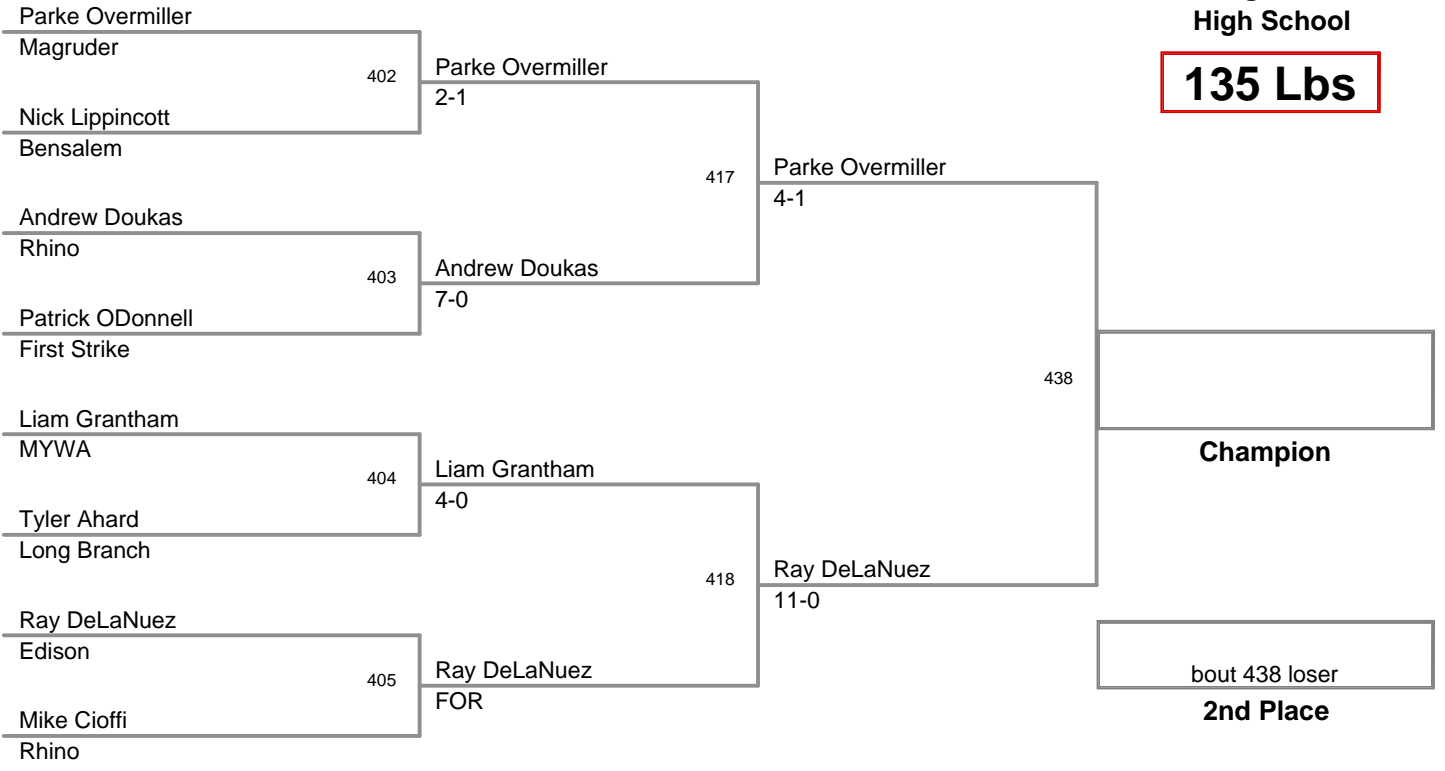 Parke Overmiller
Magruder
402
Nick Lippincott
Bensalem
Parke Overmiller
2-1
Andrew Doukas
Rhino
403
Patrick ODonnell
First Strike
Andrew Doukas
7-0
417
Parke Overmiller
4-1
Liam Grantham
MYWA
404
Tyler Ahard
Long Branch
Liam Grantham
4-0
Ray DeLaNuez
Edison
405
Mike Cioffi
Rhino
Ray DeLaNuez
FOR
418
Ray DeLaNuez
11-0
438
High School
135 Lbs
Champion
bout 438 loser
2nd Place